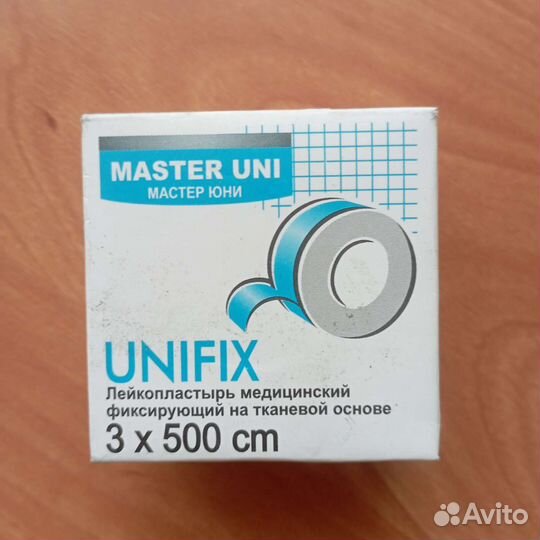 MASTER UNI
МАСТЕР ЮНИ
UNIFIX
Лейкопластырь медицинский
фиксирующий на тканевой основе
3 x 500 cm
Avito